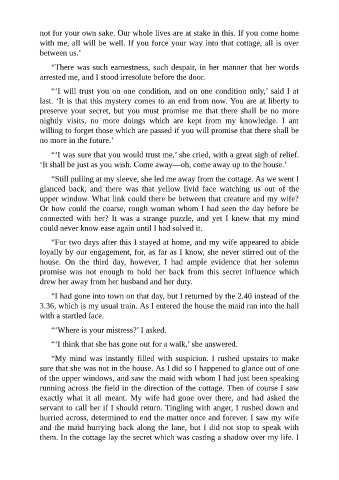 not for your own sake. Our whole lives are at stake in this. If you come home
with me, all will be well. If you force your way into that cottage, all is over
between us.’
“There was such earnestness, such despair, in her manner that her words
arrested me, and I stood irresolute before the door.
“‘I will trust you on one condition, and on one condition only,’ said I at
last. ‘It is that this mystery comes to an end from now. You are at liberty to
preserve your secret, but you must promise me that there shall be no more
nightly visits, no more doings which are kept from my knowledge. I am
willing to forget those which are passed if you will promise that there shall be
no more in the future.’
“‘I was sure that you would trust me,’ she cried, with a great sigh of relief.
‘It shall be just as you wish. Come away—oh, come away up to the house.’
“Still pulling at my sleeve, she led me away from the cottage. As we went I
glanced back, and there was that yellow livid face watching us out of the
upper window. What link could there be between that creature and my wife?
Or how could the coarse, rough woman whom I had seen the day before be
connected with her? It was a strange puzzle, and yet I knew that my mind
could never know ease again until I had solved it.
“For two days after this I stayed at home, and my wife appeared to abide
loyally by our engagement, for, as far as I know, she never stirred out of the
house. On the third day, however, I had ample evidence that her solemn
promise was not enough to hold her back from this secret influence which
drew her away from her husband and her duty.
“I had gone into town on that day, but I returned by the 2.40 instead of the
3.36, which is my usual train. As I entered the house the maid ran into the hall
with a startled face.
“‘Where is your mistress?’ I asked.
“‘I think that she has gone out for a walk,’ she answered.
“My mind was instantly filled with suspicion. I rushed upstairs to make
sure that she was not in the house. As I did so I happened to glance out of one
of the upper windows, and saw the maid with whom I had just been speaking
running across the field in the direction of the cottage. Then of course I saw
exactly what it all meant. My wife had gone over there, and had asked the
servant to call her if I should return. Tingling with anger, I rushed down and
hurried across, determined to end the matter once and forever. I saw my wife
and the maid hurrying back along the lane, but I did not stop to speak with
them. In the cottage lay the secret which was casting a shadow over my life. I